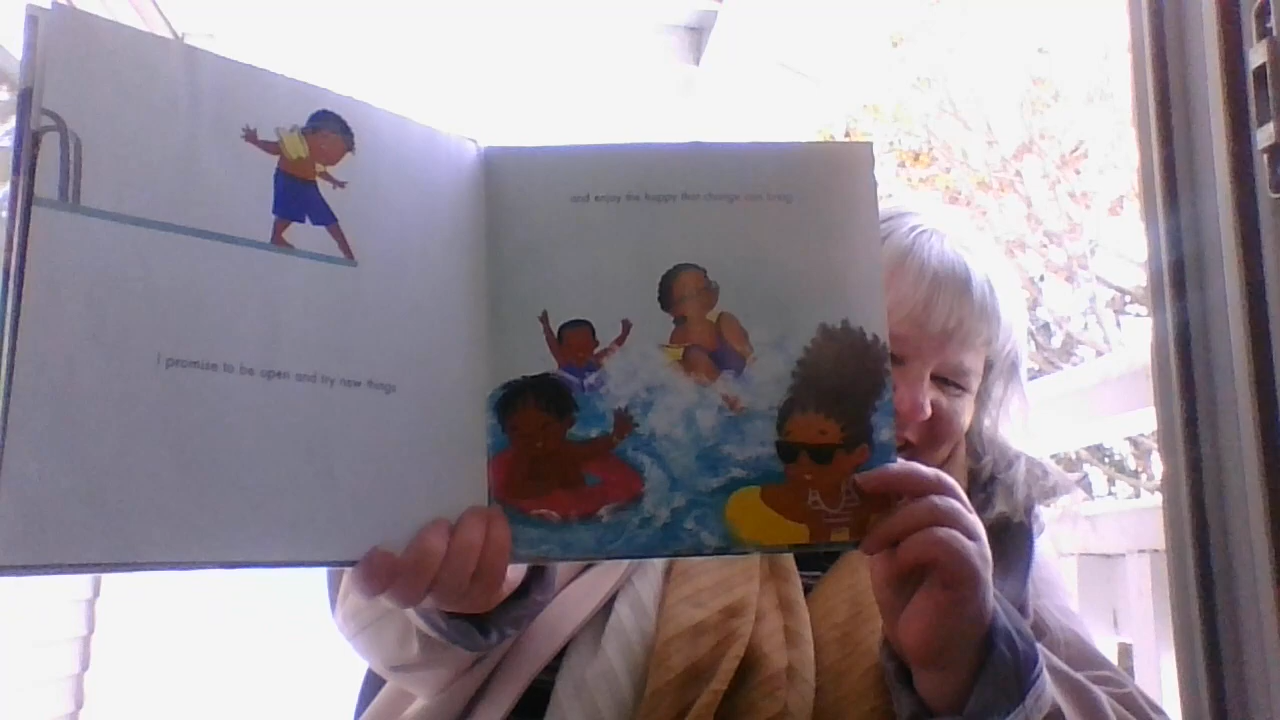 I promise to be open and try new things
and enjoy the happy that change can bring.